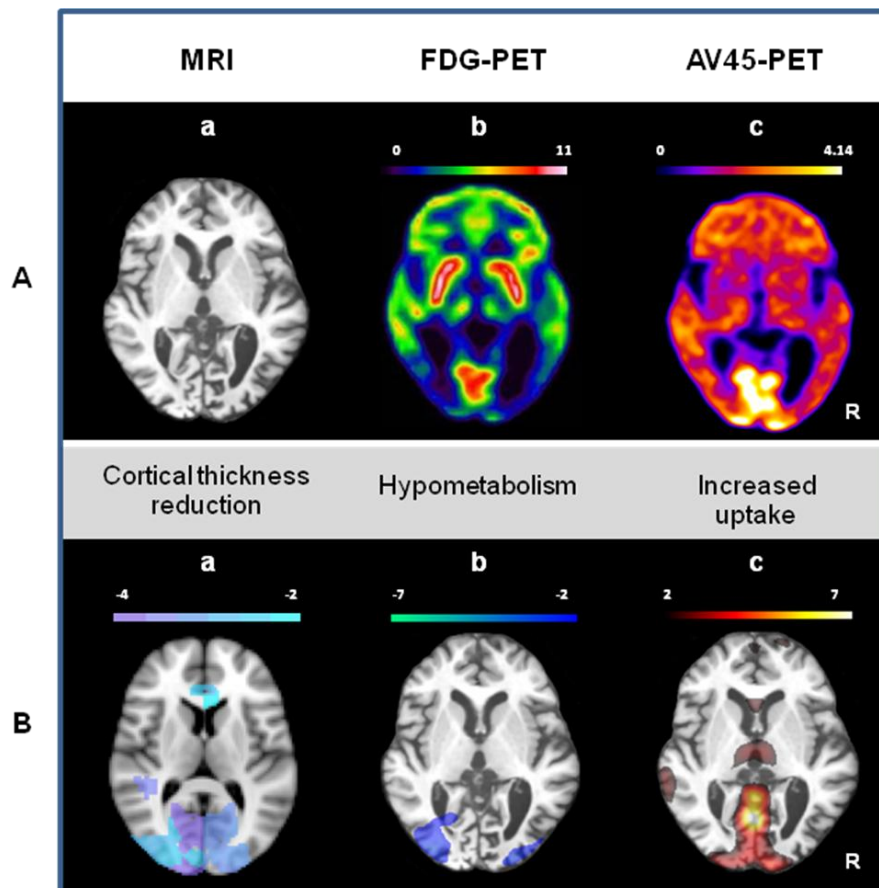 MRI FDG-PET AV45-PET
A
a b c
0 11 0 4.14
R
Cortical thickness reduction Hypometabolism Increased uptake
B
a b c
-4 -2 -7 -2 2 7
R